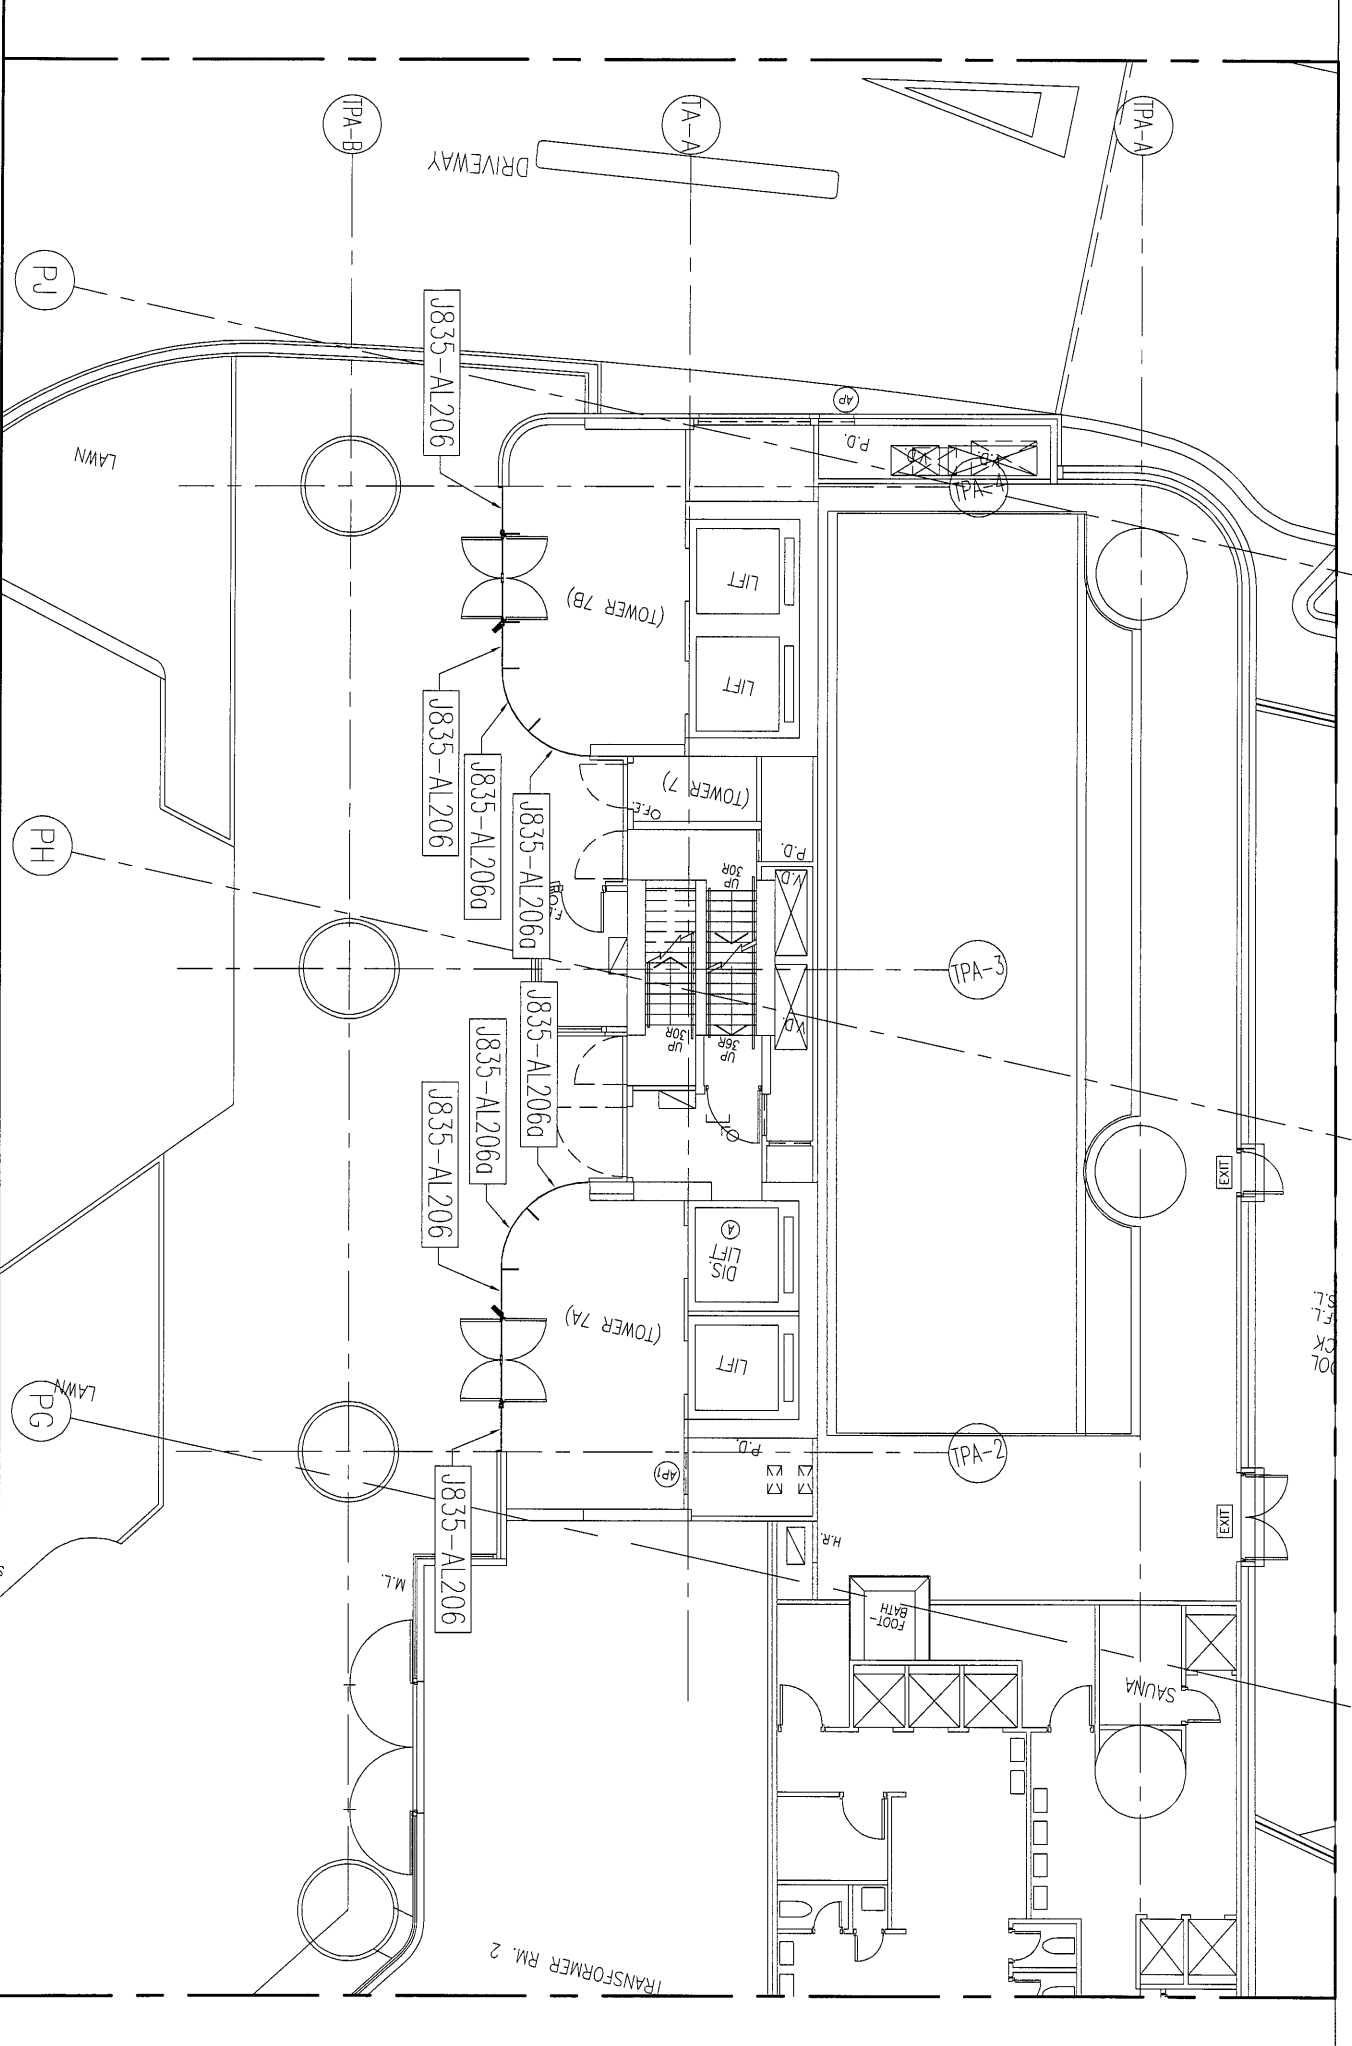 TPA-B
TA-A
TPA-A
DRIVEWAY
PJ
J835-AL206
AP
P.D.
V.D.
V.D.
TPA-4
LAWN
LIFT
(TOWER 7B)
LIFT
J835-AL206
J835-AL206a
J835-AL206a
(TOWER 7)
F.E.
P.D.
PH
UP
30R
V.D.
TPA-3
V.D.
UP
30R
UP
36R
J835-AL206a
J835-AL206a
J835-AL206
EXIT
A
DIS.
LIFT
(TOWER 7A)
LIFT
LAWN
PG
P.D.
TPA-2
AP1
J835-AL206
EXIT
H.R.
M.L.
FOOT-
BATH
SAUNA
TRANSFORMER RM. 2